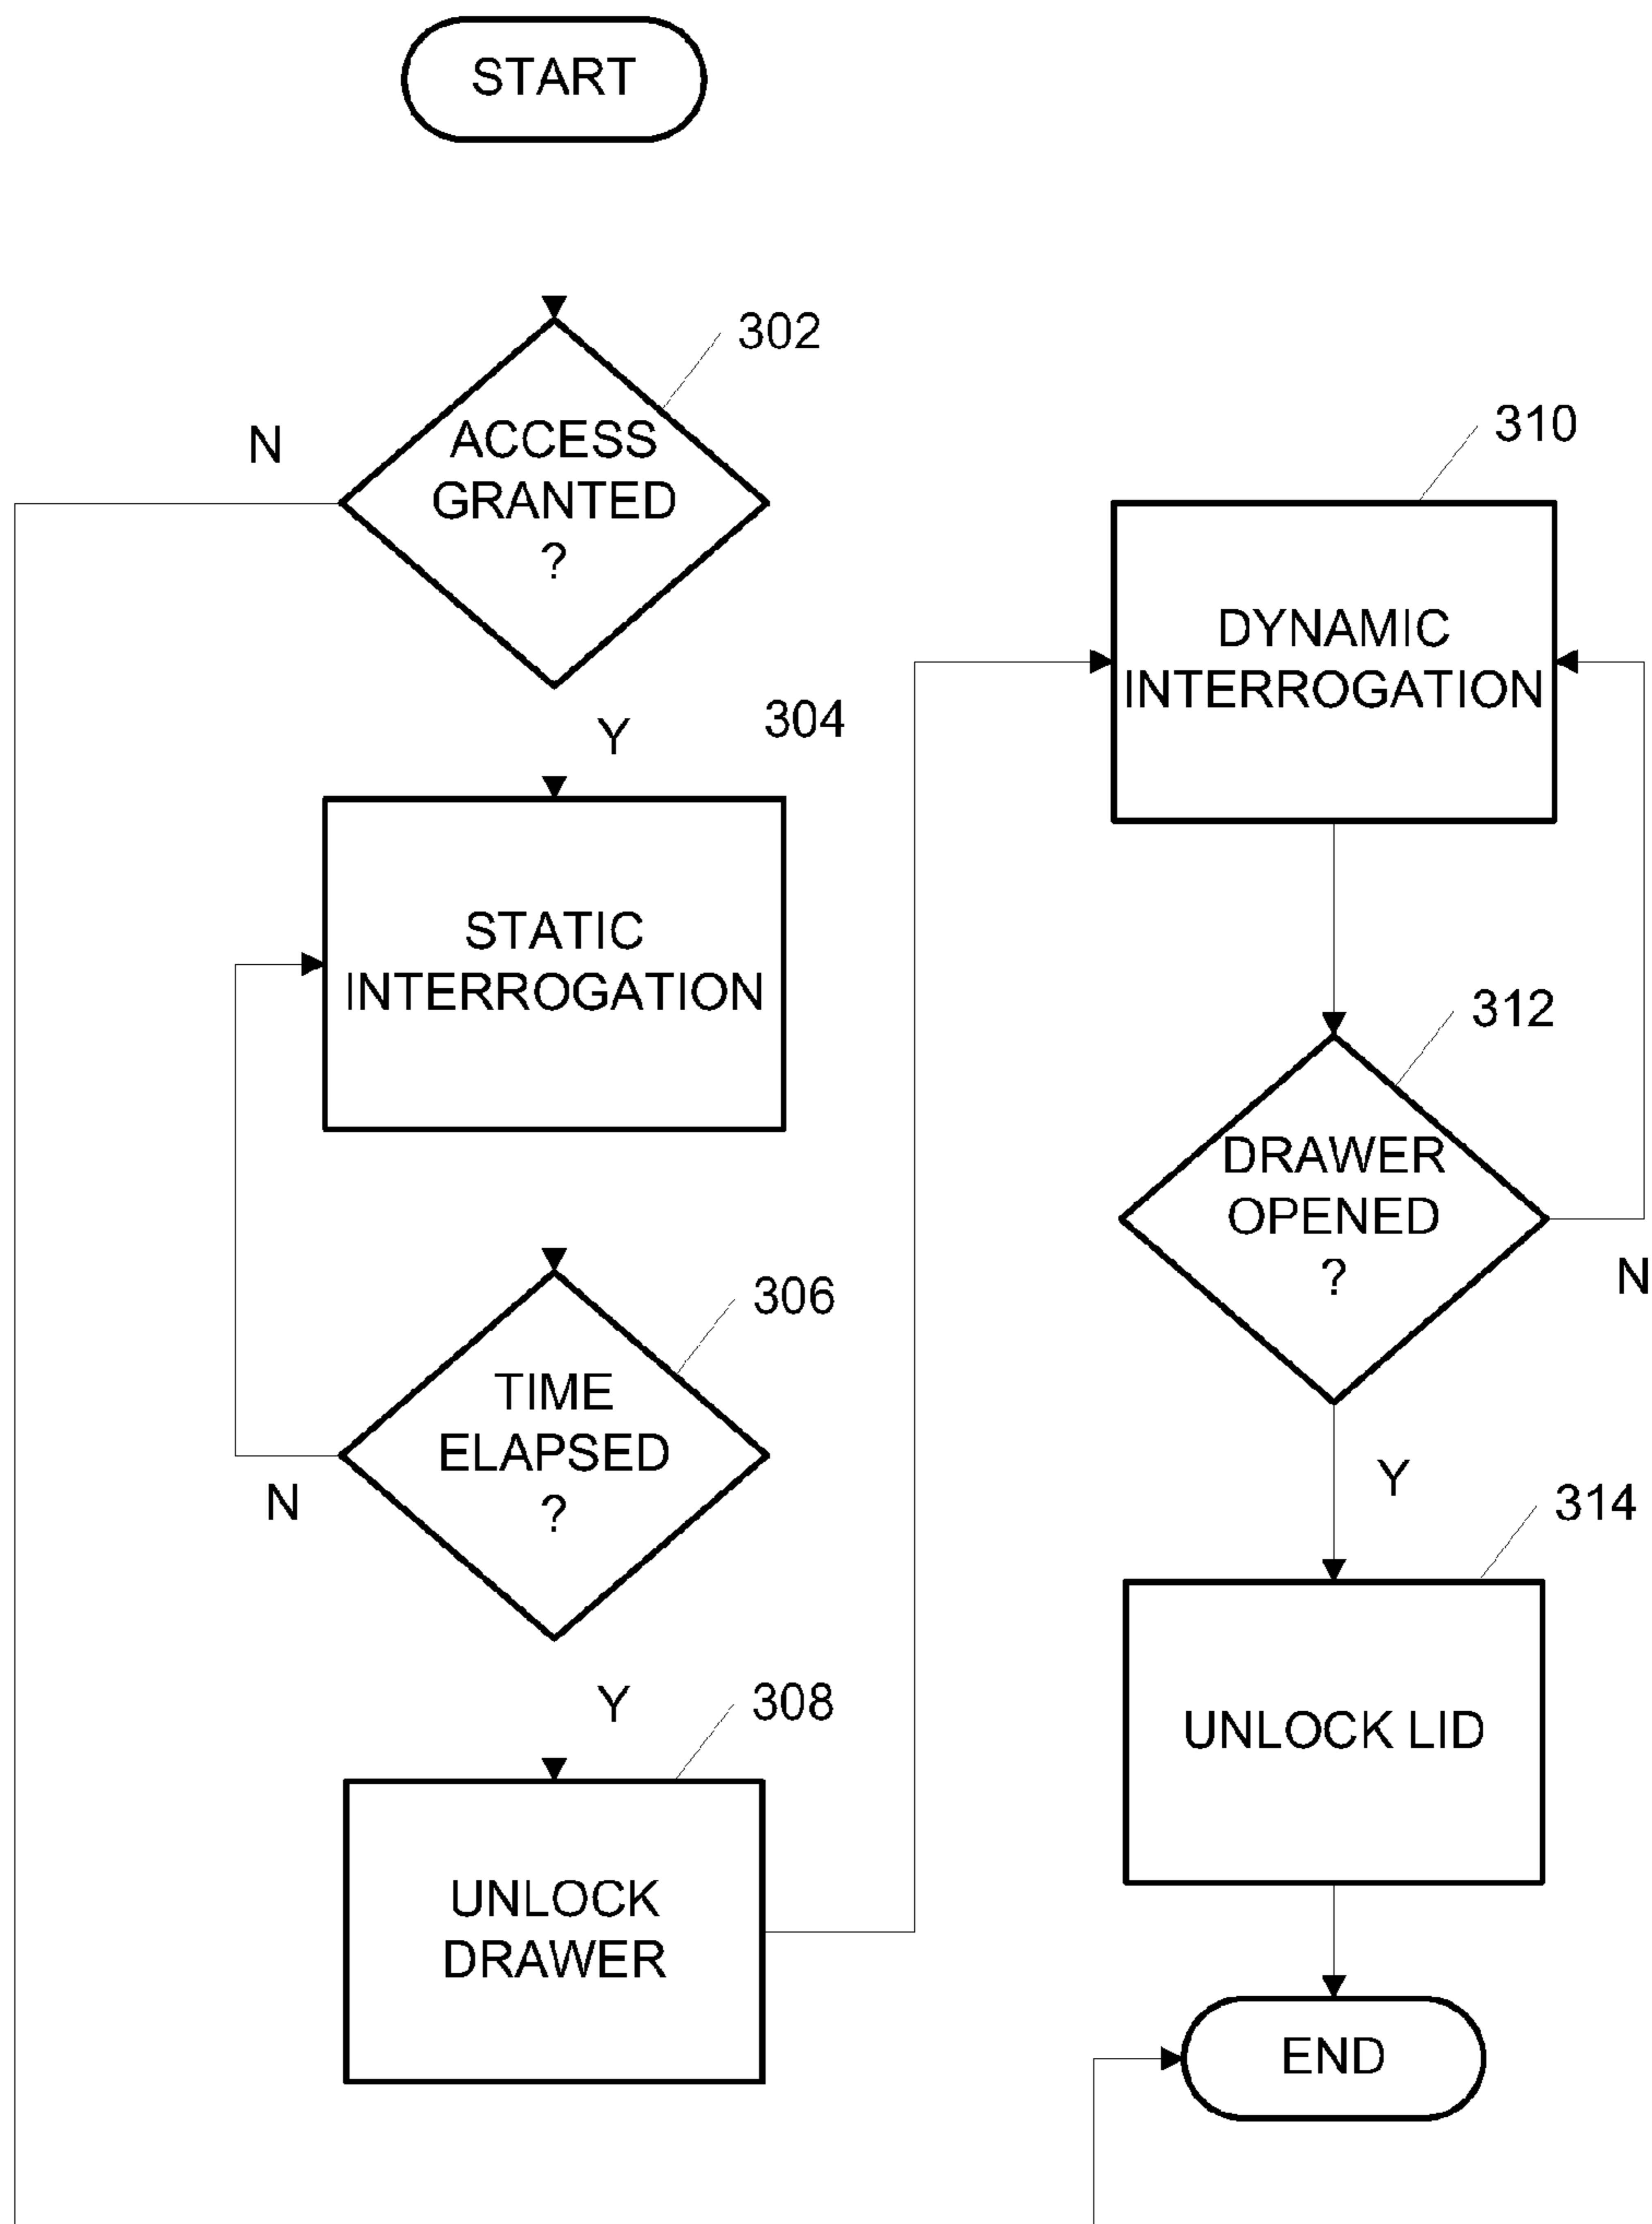 START
302
N
ACCESS
GRANTED
?
Y
304
STATIC
INTERROGATION
306
TIME
ELAPSED
?
N
Y
308
UNLOCK
DRAWER
310
DYNAMIC
INTERROGATION
312
DRAWER
OPENED
?
N
Y
314
UNLOCK LID
END